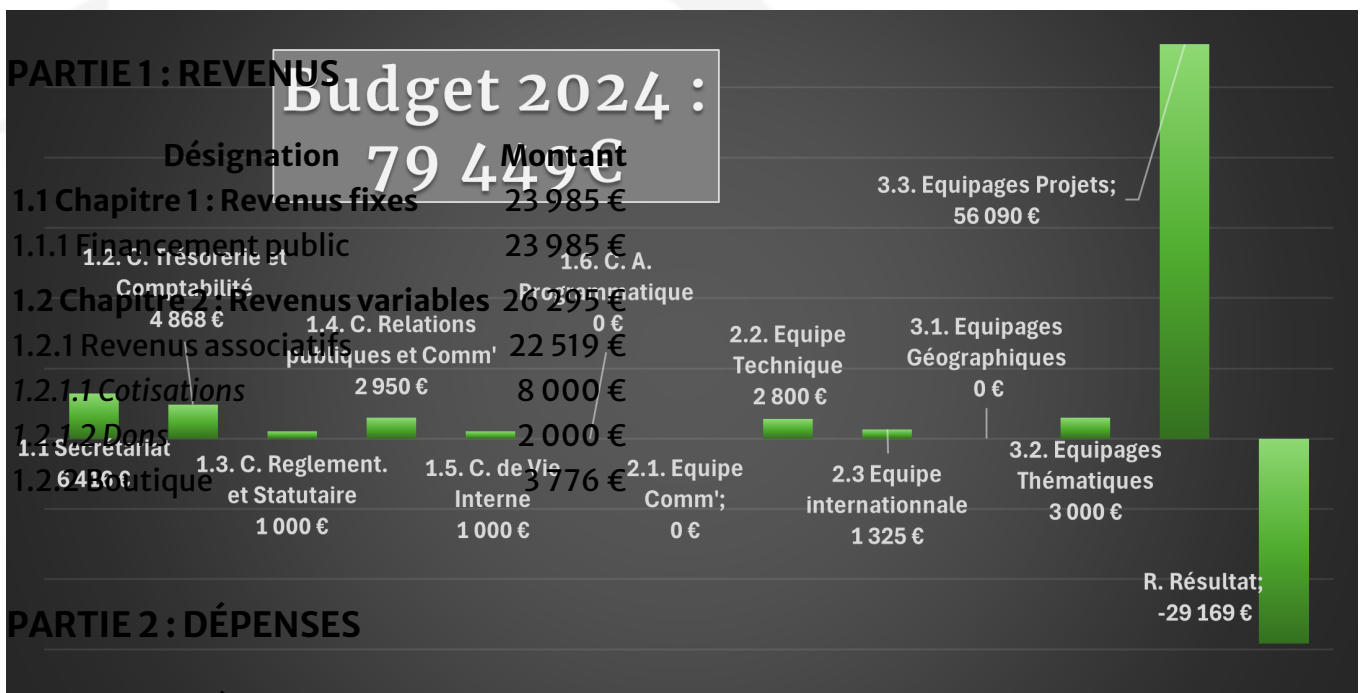 PARTIE 1 : REVENUS
Budget 2024 :
79 449€
Désignation Montant
1.1 Chapitre 1 : Revenus fixes 23 985 €
1.1.1 Financement public 23 985 €
1.2 Chapitre 2 : Revenus variables 26 295 €
1.2.1 Revenus associatifs 22 519 €
1.2.1.1 Cotisations 8 000 €
1.2.1.2 Dons 2 000 €
1.2.2 Boutique 3 776 €
PARTIE 2 : DÉPENSES
1.1 Secrétariat
6 416 €
1.2. C. Trésorerie et
Comptabilité
4 868 €
1.3. C. Reglement.
et Statutaire
1 000 €
1.4. C. Relations
publiques et Comm'
2 950 €
1.5. C. de Vie
Interne
1 000 €
1.6. C. A.
Programmatique
0 €
2.1. Equipe
Comm';
0 €
2.2. Equipe
Technique
2 800 €
2.3 Equipe
internationnale
1 325 €
3.1. Equipages
Géographiques
0 €
3.2. Equipages
Thématiques
3 000 €
3.3. Equipages Projets;
56 090 €
R. Résultat;
-29 169 €